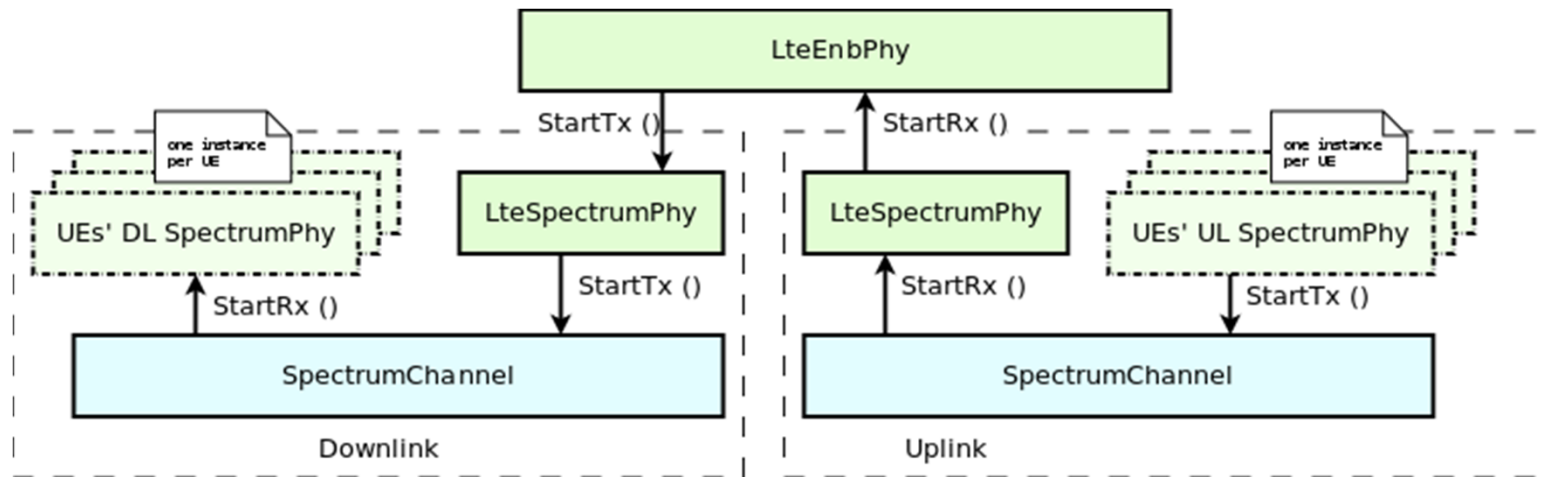 LteEnbPhy
StartTx ()
StartRx ()
one instance
per UE
UEs' DL SpectrumPhy
LteSpectrumPhy
StartRx ()
StartTx ()
SpectrumChannel
Downlink
LteSpectrumPhy
one instance
per UE
UEs' UL SpectrumPhy
StartRx ()
StartTx ()
SpectrumChannel
Uplink